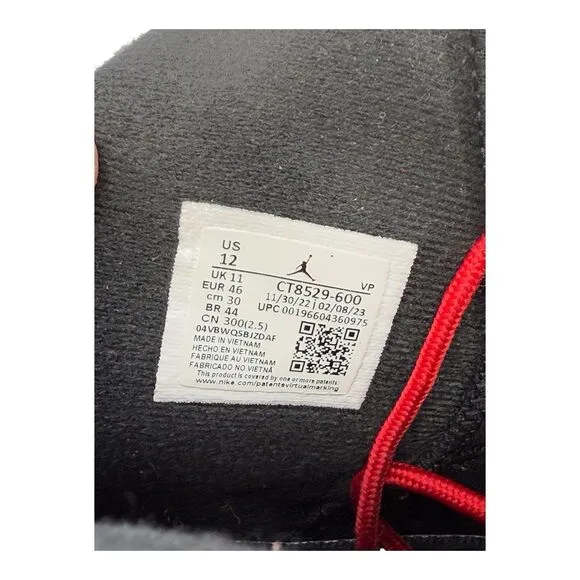 US
12
UK 11
EUR 46
cm 30
BR 44
CN 300(2.5)
VP
CT8529-600
11/30/22 | 02/08/23
UPC 00196604360975
04VBWQSBJZDAF
MADE IN VIETNAM
HECHO EN VIETNAM
FABRIQUE AU VIETNAM
FABRICADO NO VIETNÃ
This product is covered by one or more patents.
www.nike.com/patentsvirtualmarking